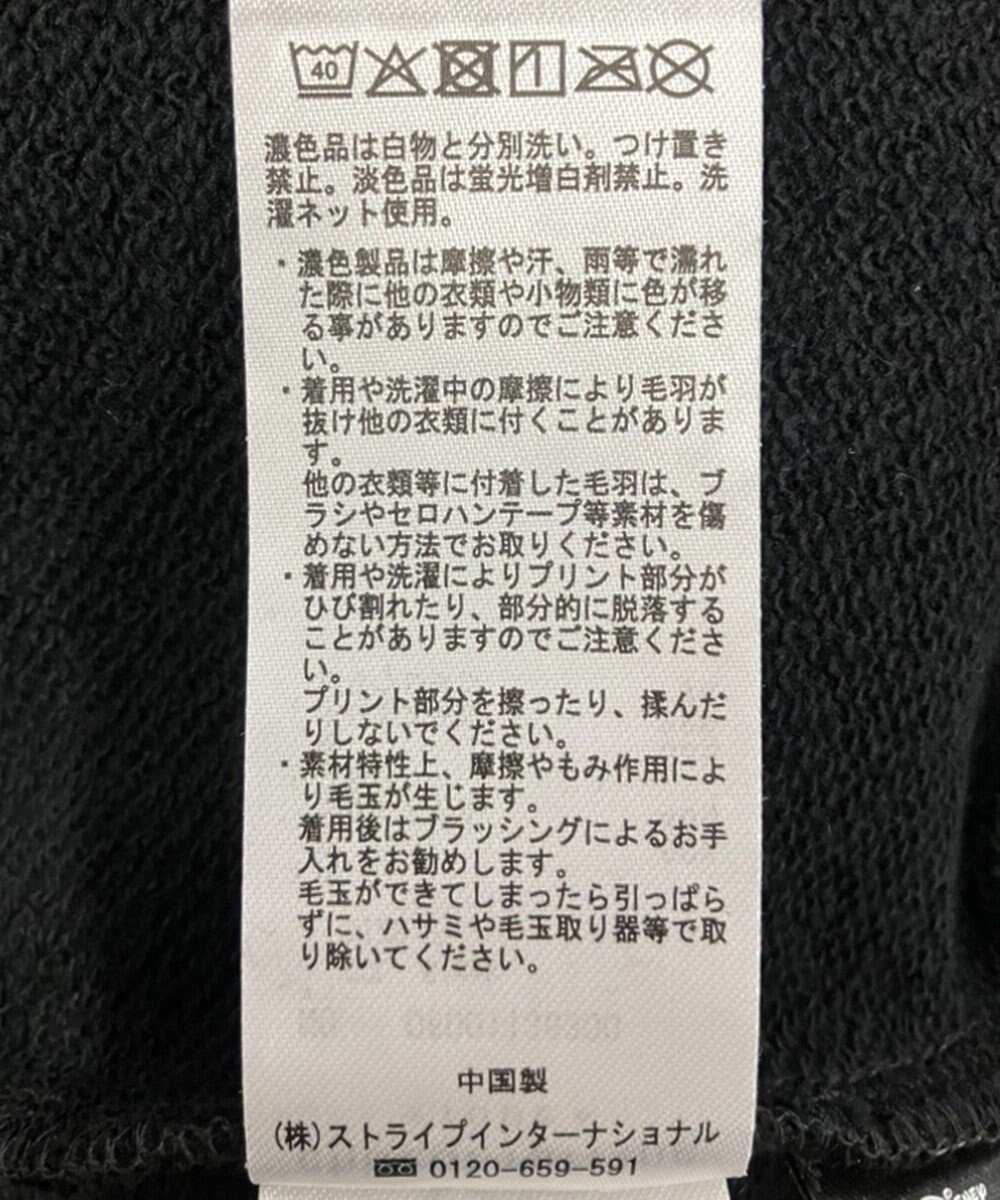 40
濃色品は白物と分別洗い。つけ置き
禁止。淡色品は蛍光増白剤禁止。洗
濯ネット使用。
・濃色製品は摩擦や汗、雨等で濡れ
た際に他の衣類や小物類に色が移
る事がありますのでご注意くださ
い。
・着用や洗濯中の摩擦により毛羽が
抜け他の衣類に付くことがありま
す。
他の衣類等に付着した毛羽は、ブ
ラシやセロハンテープ等素材を傷
めない方法でお取りください。
・着用や洗濯によりプリント部分が
ひび割れたり、部分的に脱落する
ことがありますのでご注意くださ
い。
プリント部分を擦ったり、揉んだ
りしないでください。
・素材特性上、摩擦やもみ作用によ
り毛玉が生じます。
着用後はブラッシングによるお手
入れをお勧めします。
毛玉ができてしまったら引っぱら
ずに、ハサミや毛玉取り器等で取
り除いてください。
中国製
(株)ストライプインターナショナル
0120-659-591